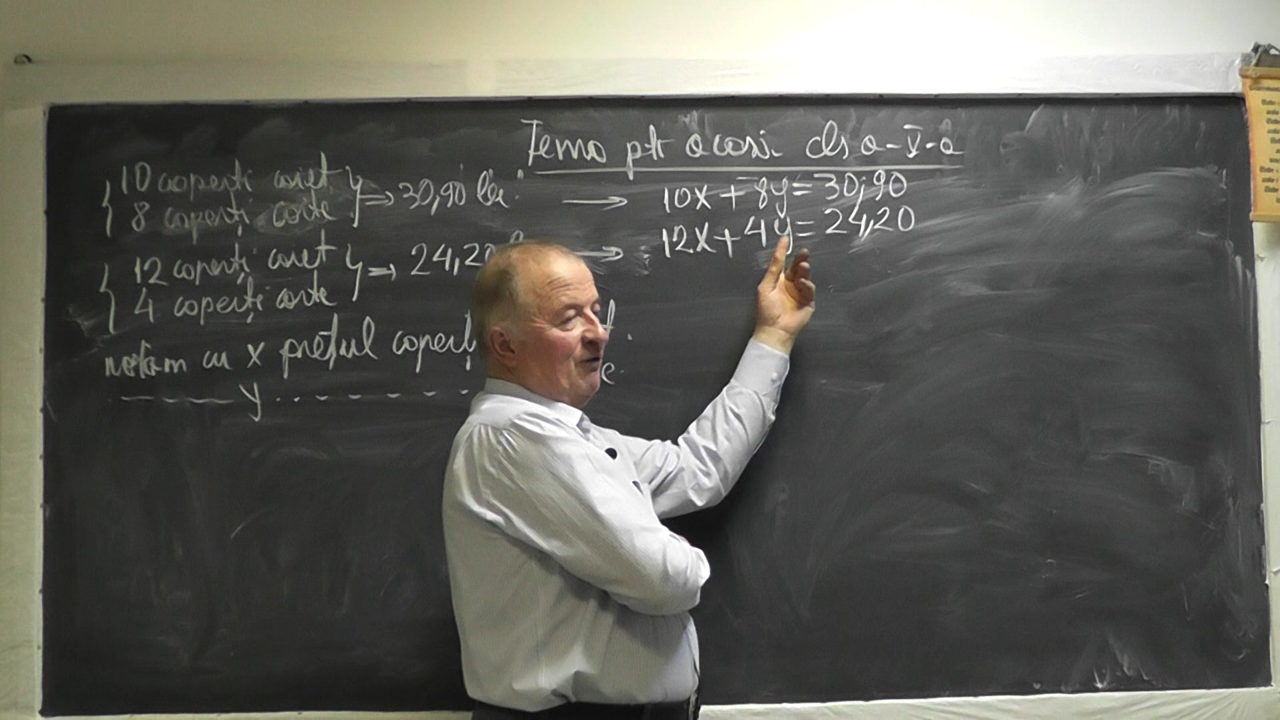 Tema ptr acasă cls a-V-a
10 coperți caiet } => 30,90 lei. → 10x + 8y = 30,90
8 coperți carte
12 coperți caiet } => 24,20 → 12x + 4y = 24,20
4 coperți carte
notăm cu x prețul
— — — — y . . . - - - -